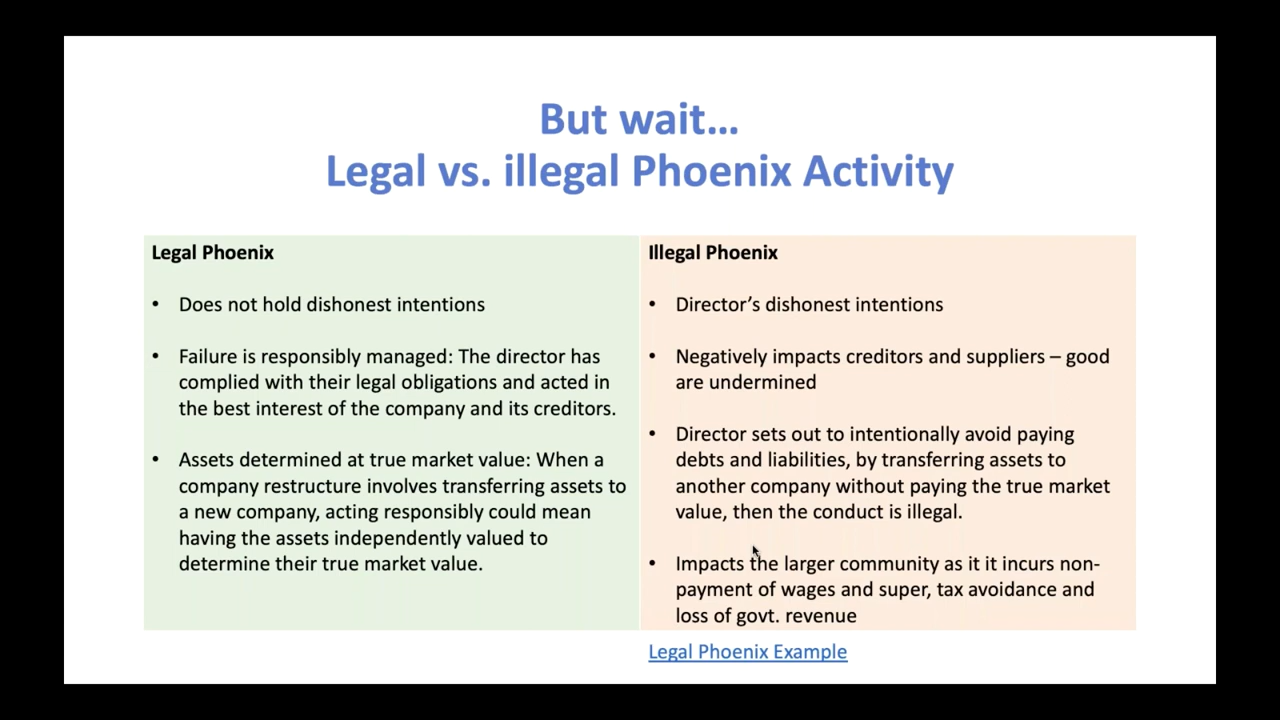 But wait…
Legal vs. illegal Phoenix Activity
Legal Phoenix
• Does not hold dishonest intentions
• Failure is responsibly managed: The director has
complied with their legal obligations and acted in
the best interest of the company and its creditors.
• Assets determined at true market value: When a
company restructure involves transferring assets to
a new company, acting responsibly could mean
having the assets independently valued to
determine their true market value.
Illegal Phoenix
• Director’s dishonest intentions
• Negatively impacts creditors and suppliers – good
are undermined
• Director sets out to intentionally avoid paying
debts and liabilities, by transferring assets to
another company without paying the true market
value, then the conduct is illegal.
• Impacts the larger community as it it incurs non-
payment of wages and super, tax avoidance and
loss of govt. revenue
Legal Phoenix Example